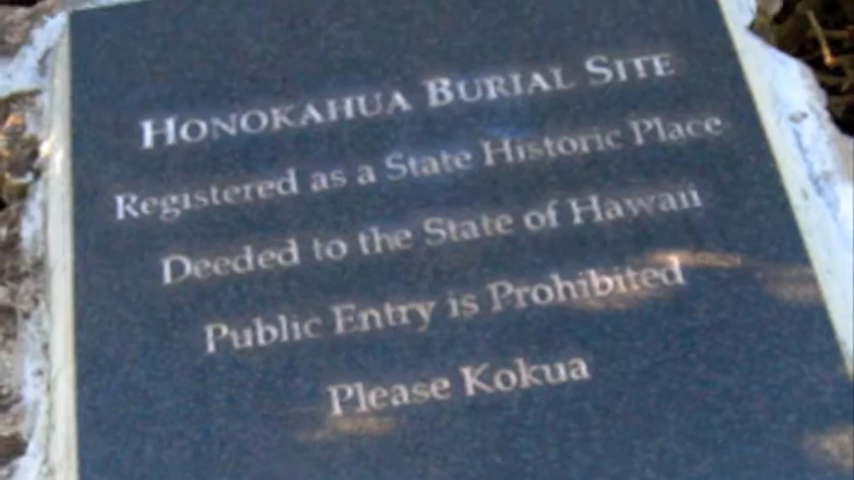 HONOKAHUA BURIAL SITE
Registered as a State Historic Place
Deeded to the State of Hawaii
Public Entry is Prohibited
Please Kokua